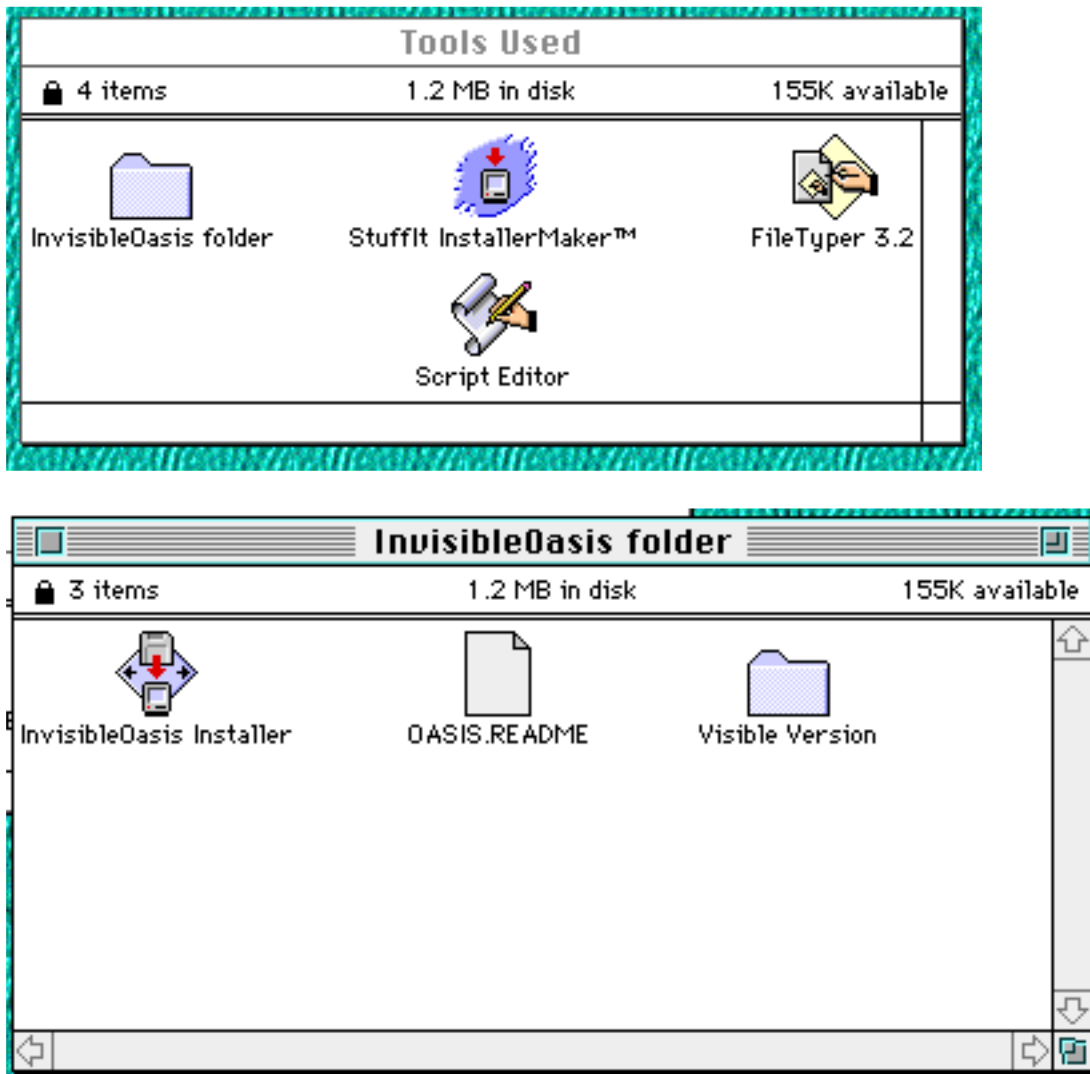 Tools Used
4 items 1.2 MB in disk 155K available
InvisibleOasis folder StuffIt InstallerMaker™ FileTyper 3.2
Script Editor
InvisibleOasis folder
3 items 1.2 MB in disk 155K available
InvisibleOasis Installer OASIS.README Visible Version